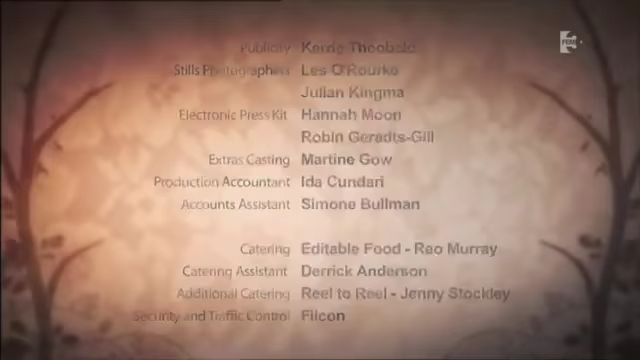 Publicity Kerrie Theobald
Stills Photographers Les O'Rourke
Julian Kingma
Electronic Press Kit Hannah Moon
Robin Geradts-Gill
Extras Casting Martine Gow
Production Accountant Ida Cundari
Accounts Assistant Simone Bullman
Catering Editable Food - Rao Murray
Catering Assistant Derrick Anderson
Additional Catering Reel to Reel - Jenny Stockley
Security and Traffic Control Filcon